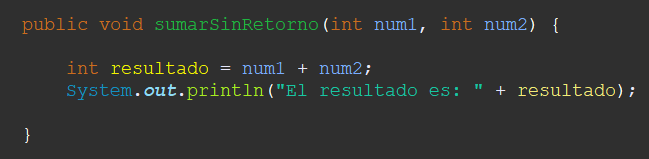 public void sumarSinRetorno(int num1, int num2) {
int resultado = num1 + num2;
System.out.println("El resultado es: " + resultado);
}